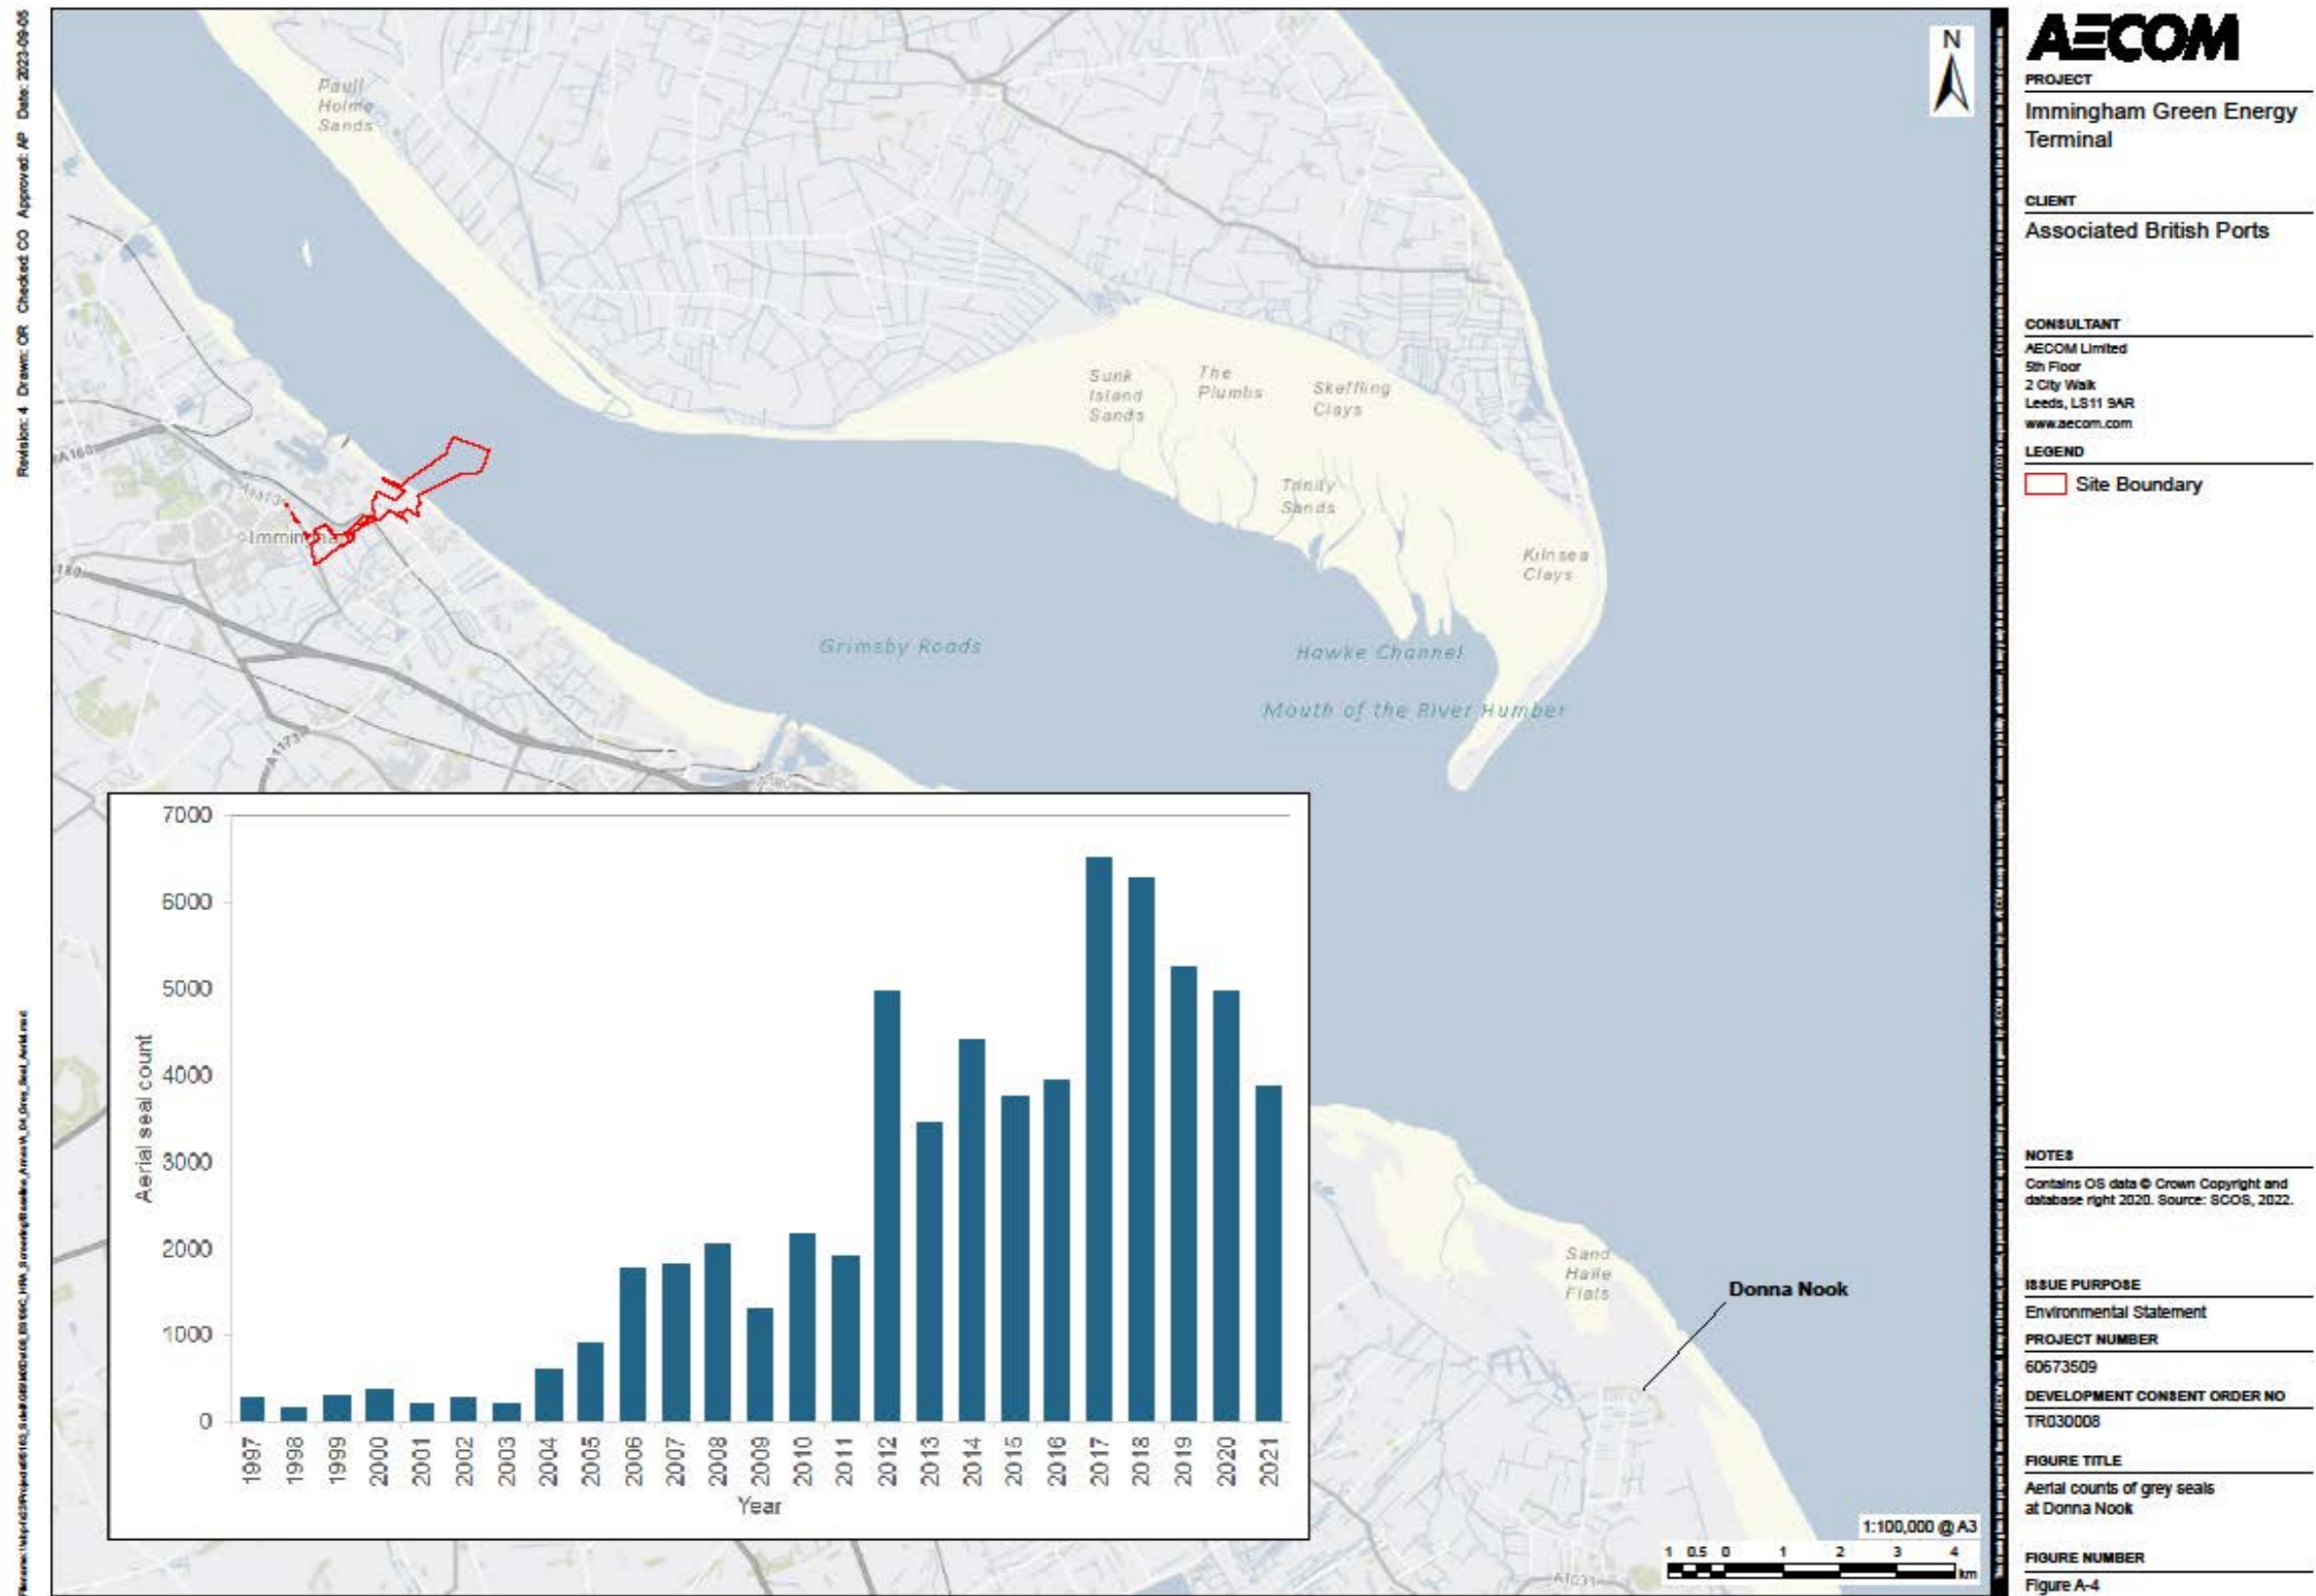 Revision: 4 Drawn: OR Checked: CO Approved: AP Date: 2023-09-05
Paull
Holme
Sands
N
A160
Sunk
Island
Sands
The
Plumbs
Skeffling
Clays
Trinity
Sands
Kilnsea
Clays
Grimsby Roads
Hawke Channel
Mouth of the River Humber
A1173
7000
6000
5000
4000
3000
2000
1000
0
Aerial seal count
1997 1998 1999 2000 2001 2002 2003 2004 2005 2006 2007 2008 2009 2010 2011 2012 2013 2014 2015 2016 2017 2018 2019 2020 2021
Year
Sand
Haile
Flats
Donna Nook
A1031
1:100,000 @ A3
1 0.5 0 1 2 3 4
km
AECOM
PROJECT
Immingham Green Energy
Terminal
CLIENT
Associated British Ports
CONSULTANT
AECOM Limited
5th Floor
2 City Walk
Leeds, LS11 9AR
www.aecom.com
LEGEND
Site Boundary
NOTES
Contains OS data © Crown Copyright and
database right 2020. Source: SCOS, 2022.
ISSUE PURPOSE
Environmental Statement
PROJECT NUMBER
60673509
DEVELOPMENT CONSENT ORDER NO
TR030008
FIGURE TITLE
Aerial counts of grey seals
at Donna Nook
FIGURE NUMBER
Figure A-4